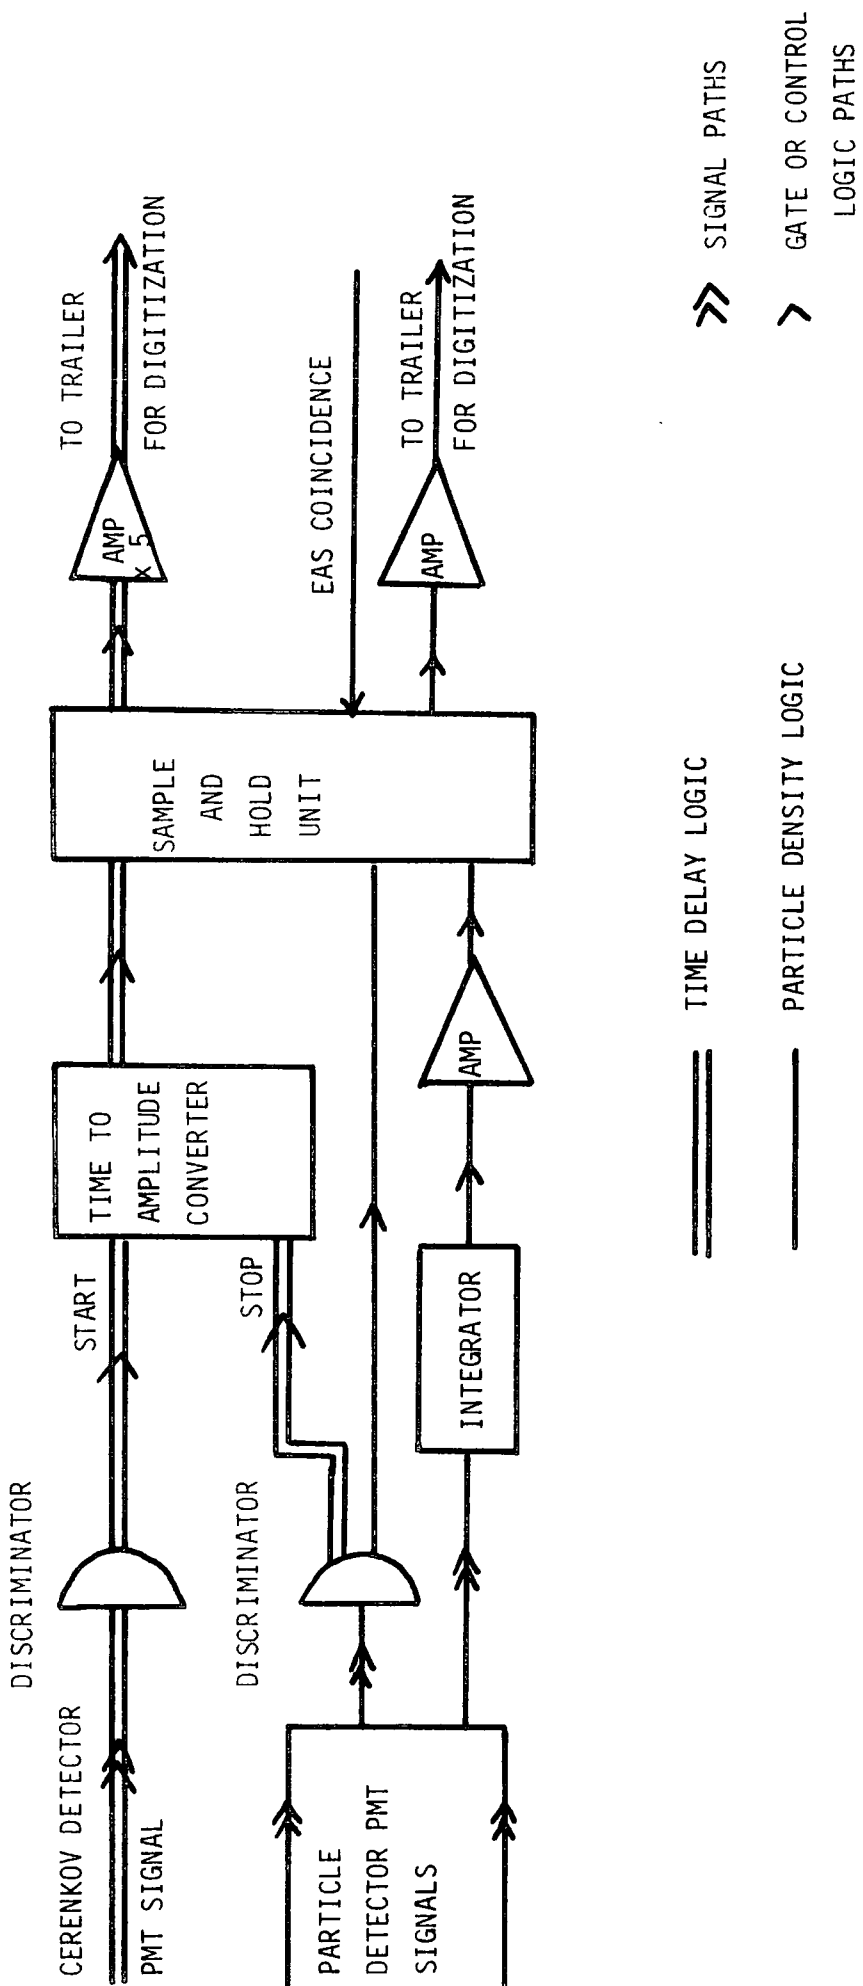 CERENKOV DETECTOR
PMT SIGNAL
DISCRIMINATOR
START
TIME TO
AMPLITUDE
CONVERTER
SAMPLE
AND
HOLD
UNIT
AMP
x 5
TO TRAILER
FOR DIGITIZATION
PARTICLE
DETECTOR PMT
SIGNALS
DISCRIMINATOR
STOP
EAS COINCIDENCE
INTEGRATOR
AMP
AMP
TO TRAILER
FOR DIGITIZATION
TIME DELAY LOGIC
SIGNAL PATHS
PARTICLE DENSITY LOGIC
GATE OR CONTROL
LOGIC PATHS